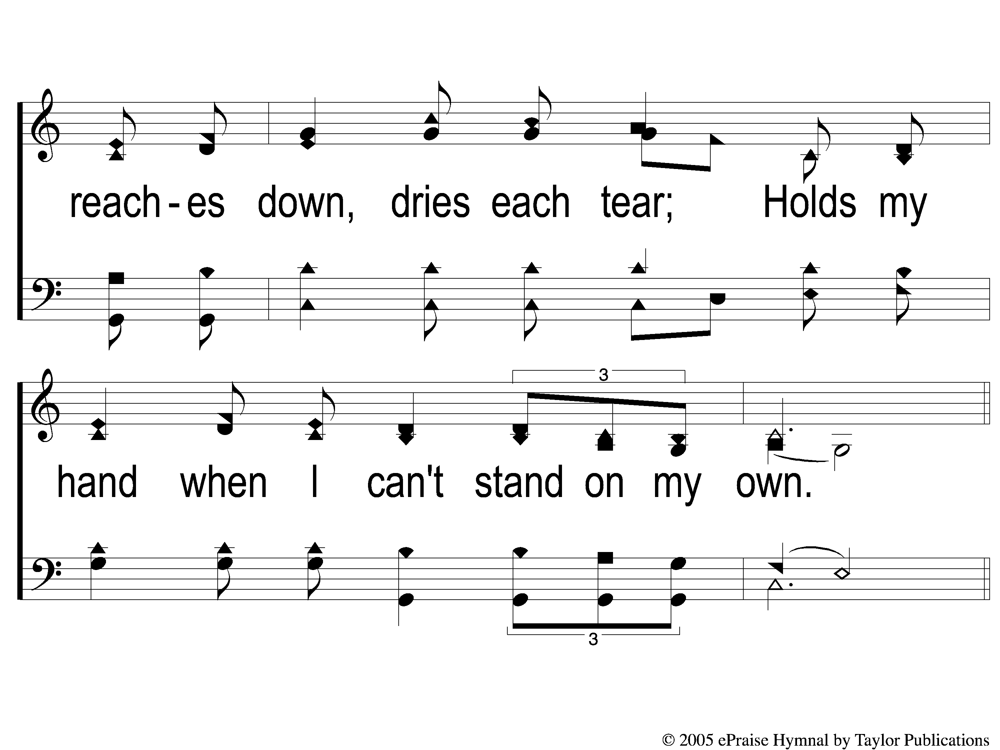 reach - es down, dries each tear; Holds my
3
hand when I can't stand on my own.
3
© 2005 ePraise Hymnal by Taylor Publications